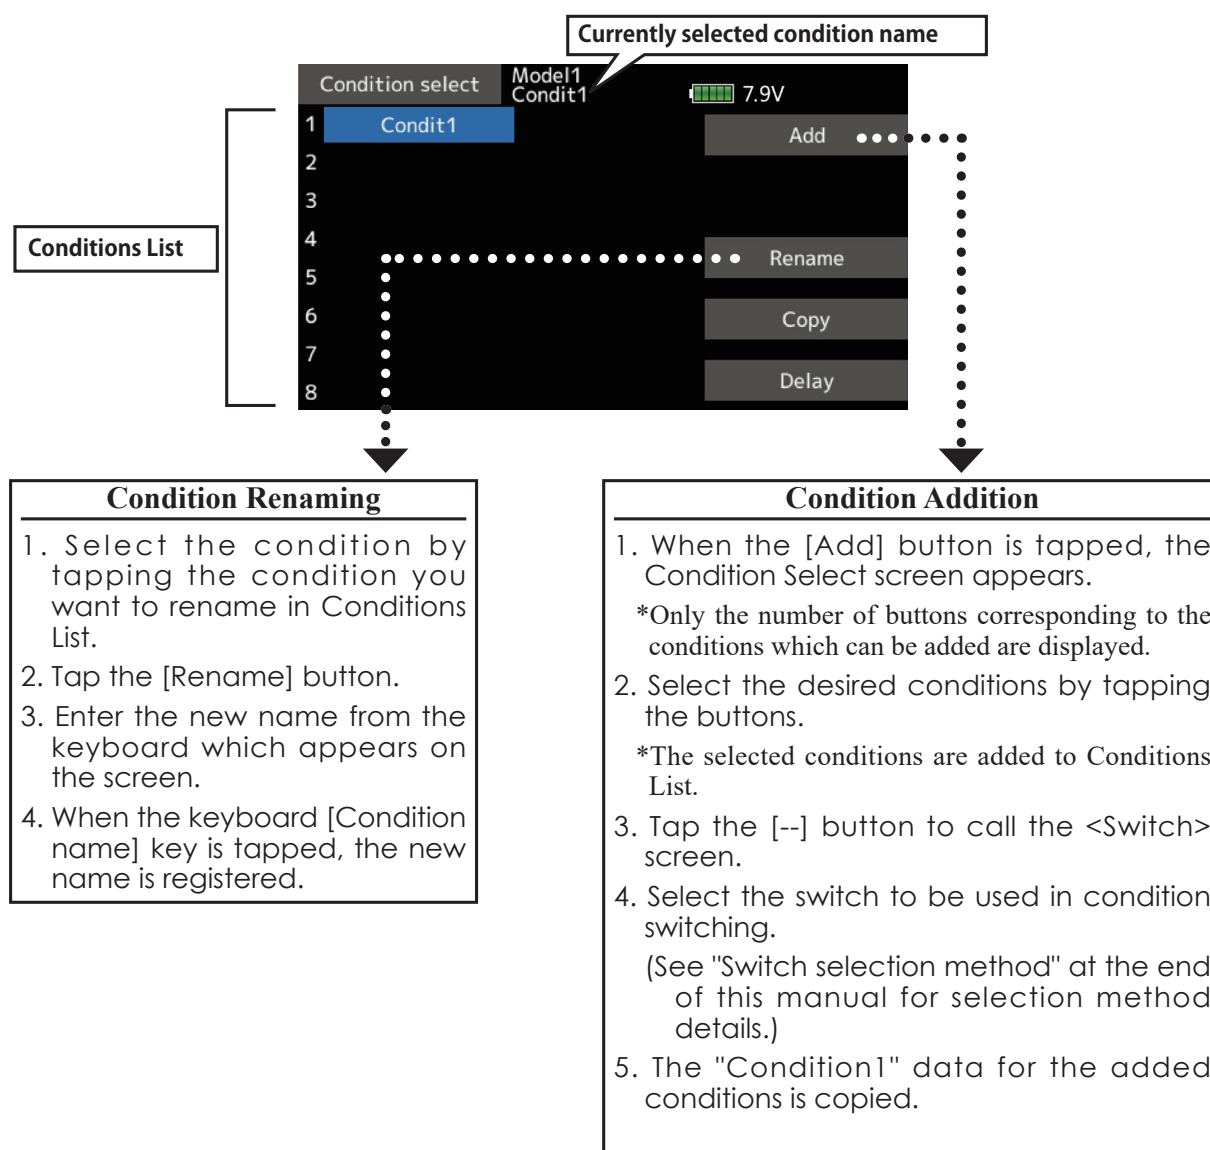 Currently selected condition name
Condition select
Model1
Condit1
7.9V
1 Condit1
Add
2
3
4
Conditions List
Rename
5
6
Copy
7
Delay
8
Condition Renaming
1. Select the condition by
tapping the condition you
want to rename in Conditions
List.
2. Tap the [Rename] button.
3. Enter the new name from the
keyboard which appears on
the screen.
4. When the keyboard [Condition
name] key is tapped, the new
name is registered.
Condition Addition
1. When the [Add] button is tapped, the
Condition Select screen appears.
*Only the number of buttons corresponding to the
conditions which can be added are displayed.
2. Select the desired conditions by tapping
the buttons.
*The selected conditions are added to Conditions
List.
3. Tap the [--] button to call the <Switch>
screen.
4. Select the switch to be used in condition
switching.
(See "Switch selection method" at the end
of this manual for selection method
details.)
5. The "Condition1" data for the added
conditions is copied.